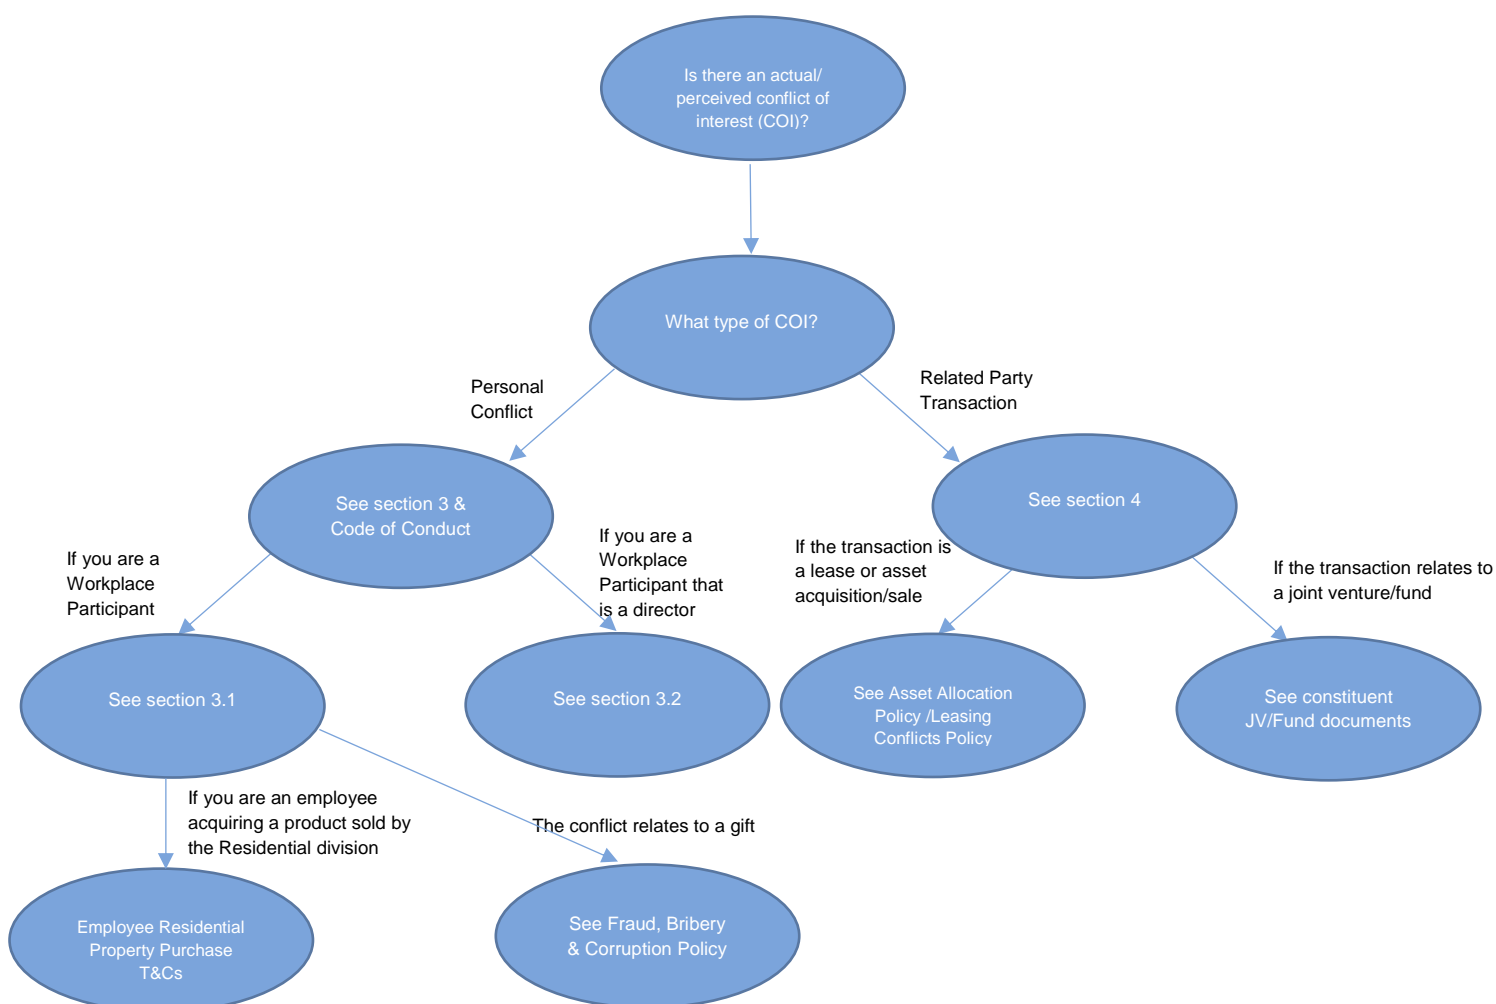 Is there an actual/
perceived conflict of
interest (COI)?
What type of COI?
Personal
Conflict
Related Party
Transaction
See section 3 &
Code of Conduct
See section 4
If you are a
Workplace
Participant
If you are a
Workplace
Participant that
is a director
If the transaction is
a lease or asset
acquisition/sale
If the transaction relates to
a joint venture/fund
See section 3.1
See section 3.2
See Asset Allocation
Policy /Leasing
Conflicts Policy
See constituent
JV/Fund documents
If you are an employee
acquiring a product sold by
the Residential division
The conflict relates to a gift
Employee Residential
Property Purchase
T&Cs
See Fraud, Bribery
& Corruption Policy